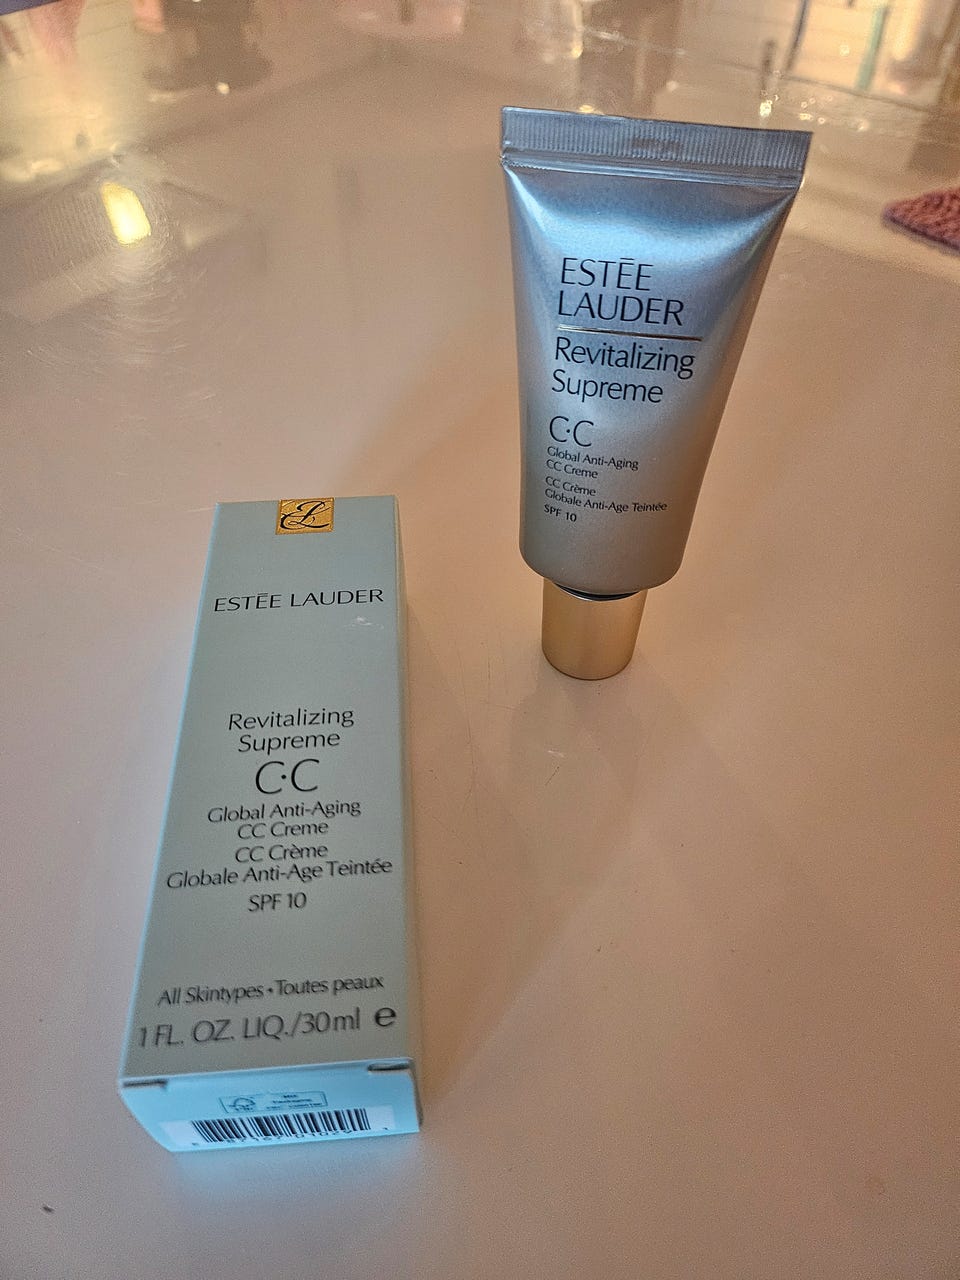 ESTĒE
LAUDER
Revitalizing
Supreme
C·C
Global Anti-Aging
CC Creme
CC Crème
Globale Anti-Age Teintée
SPF 10
ESTĒE LAUDER
Revitalizing
Supreme
C·C
Global Anti-Aging
CC Creme
CC Crème
Globale Anti-Age Teintée
SPF 10
All Skintypes • Toutes peaux
1 FL. OZ. LIQ./30ml ℮